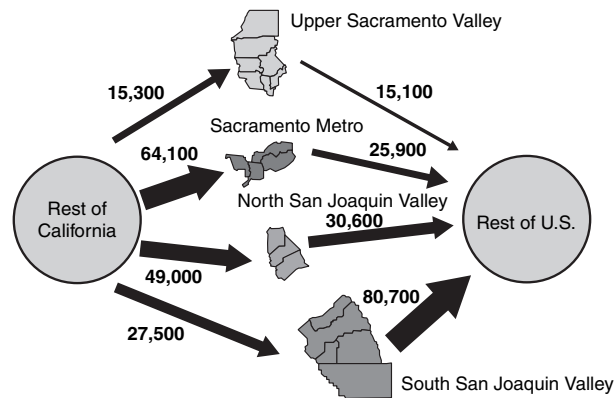 Upper Sacramento Valley
15,300
15,100
Sacramento Metro
64,100
25,900
North San Joaquin Valley
30,600
Rest of
California
Rest of U.S.
49,000
80,700
27,500
South San Joaquin Valley